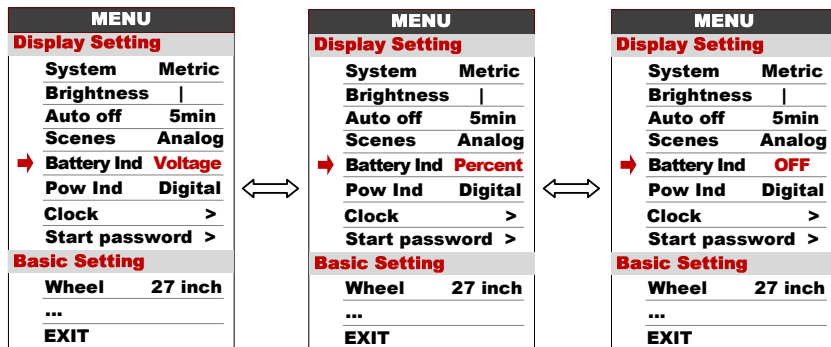 MENU
Display Setting
System Metric
Brightness |
Auto off 5min
Scenes Analog
Battery Ind Voltage
Pow Ind Digital
Clock >
Start password >
Basic Setting
Wheel 27 inch
...
EXIT
MENU
Display Setting
System Metric
Brightness |
Auto off 5min
Scenes Analog
Battery Ind Percent
Pow Ind Digital
Clock >
Start password >
Basic Setting
Wheel 27 inch
...
EXIT
MENU
Display Setting
System Metric
Brightness |
Auto off 5min
Scenes Analog
Battery Ind OFF
Pow Ind Digital
Clock >
Start password >
Basic Setting
Wheel 27 inch
...
EXIT